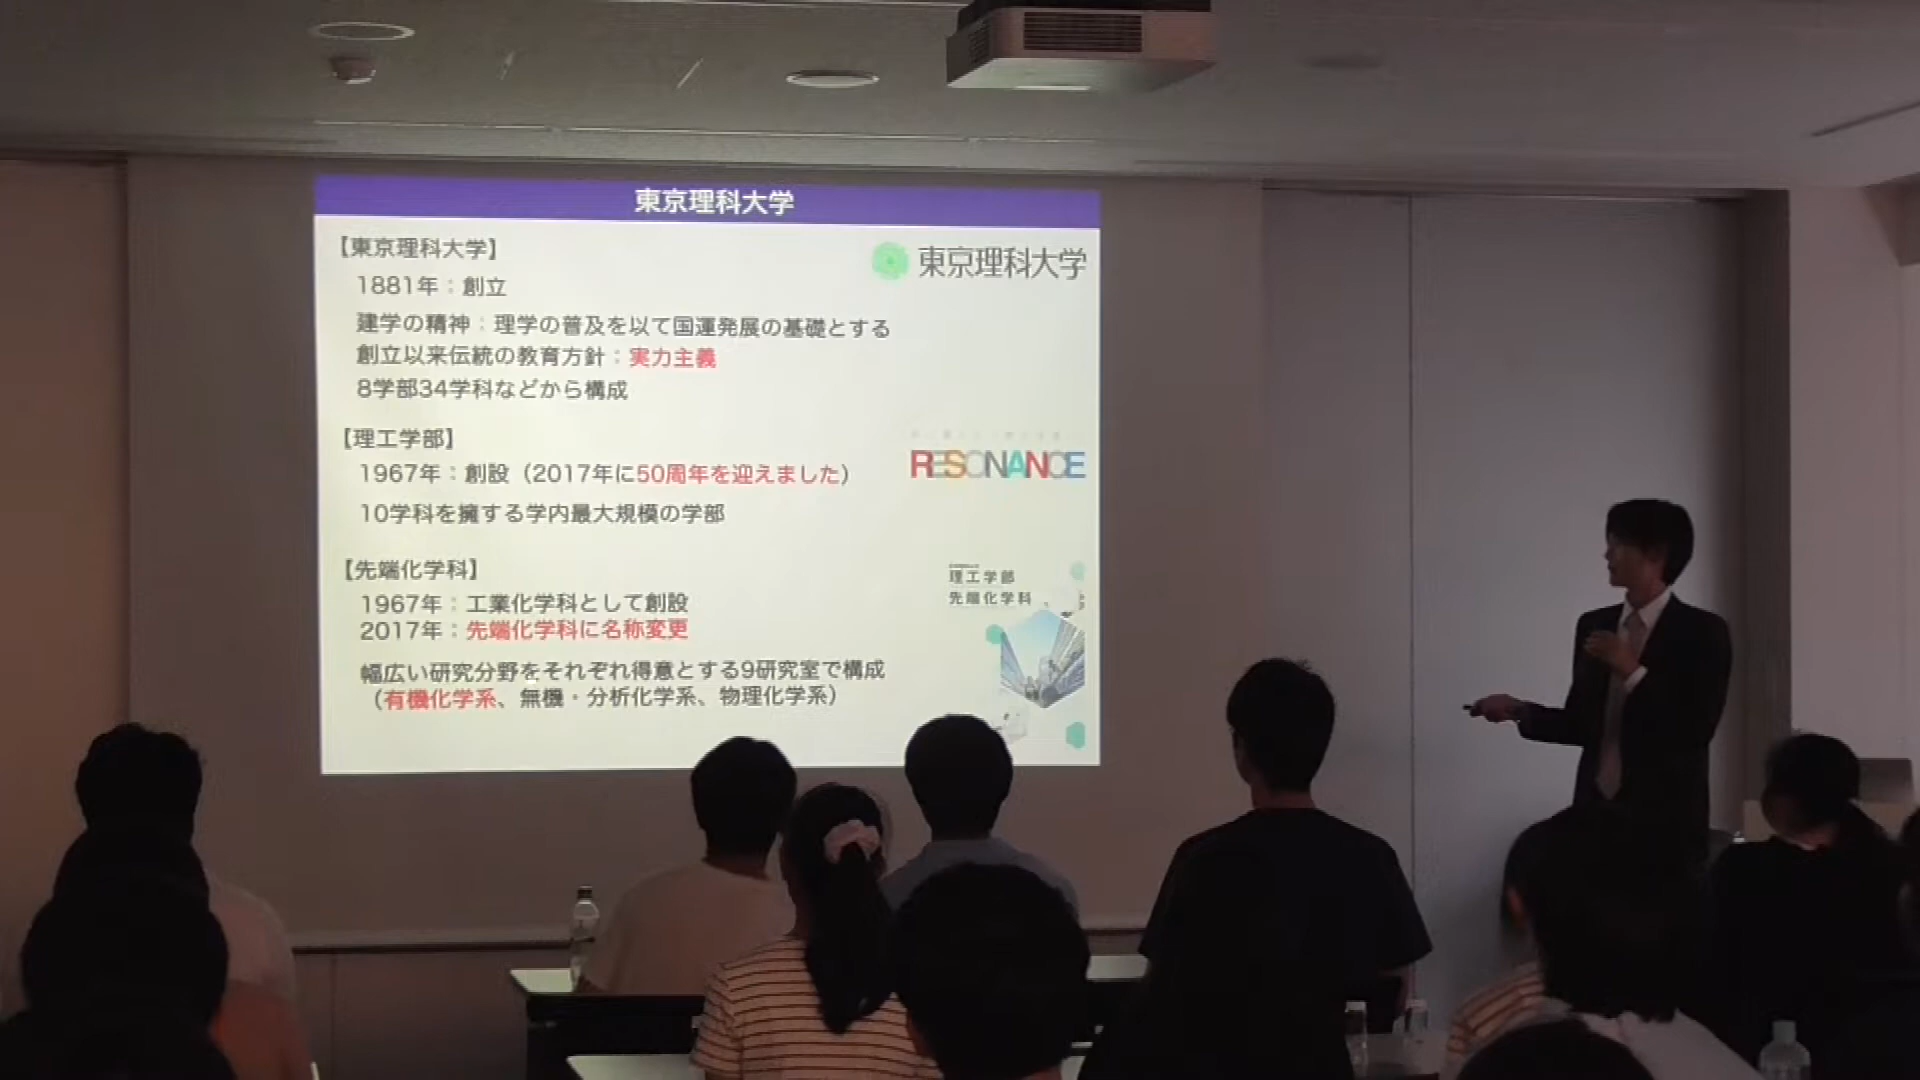 東京理科大学
【東京理科大学】
東京理科大学
1881年：創立
建学の精神：理学の普及を以て国運発展の基礎とする
創立以来伝統の教育方針：実力主義
8学部34学科などから構成
【理工学部】
1967年：創設（2017年に50周年を迎えました）
RESONANCE
10学科を擁する学内最大規模の学部
【先端化学科】
理工学部
先端化学科
1967年：工業化学科として創設
2017年：先端化学科に名称変更
幅広い研究分野をそれぞれ得意とする9研究室で構成
（有機化学系、無機・分析化学系、物理化学系）